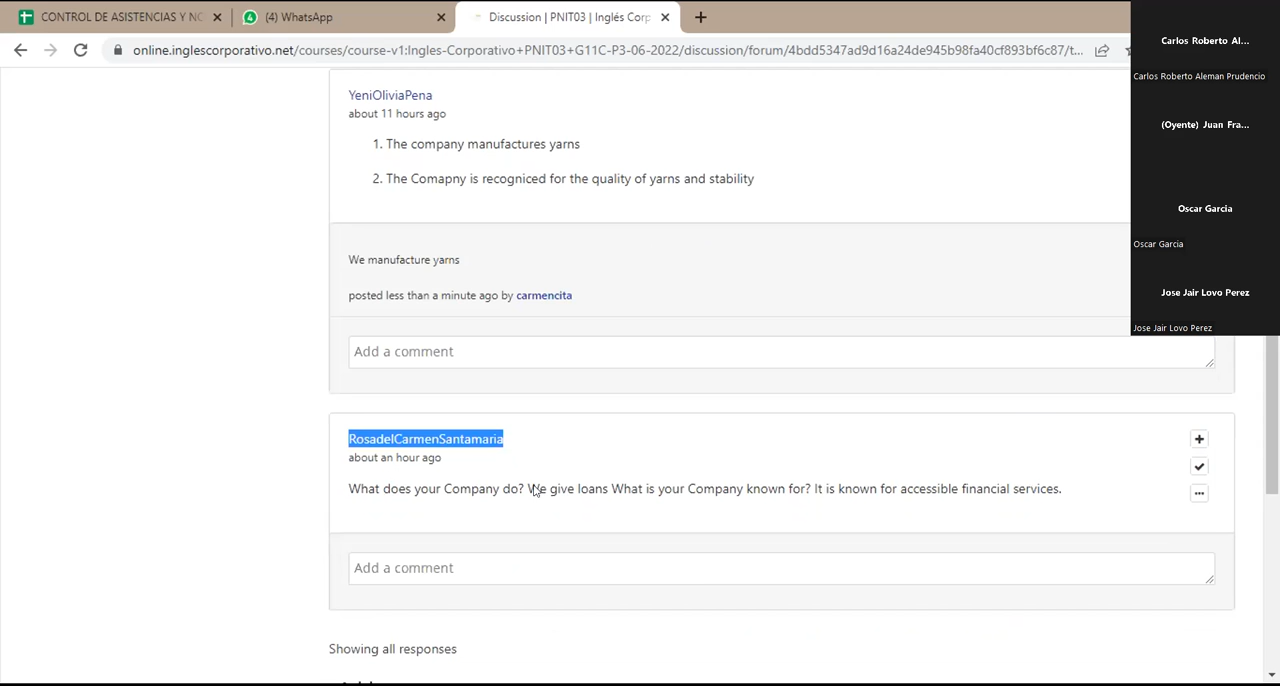 CONTROL DE ASISTENCIAS Y NO
(4) WhatsApp
Discussion | PNIT03 | Inglés Corp
online.inglescorporativo.net/courses/course-v1:Ingles-Corporativo+PNIT03+G11C-P3-06-2022/discussion/forum/4bdd5347ad9d16a24de945b98fa40cf893bf6c87/t...
Carlos Roberto Al...
Carlos Roberto Aleman Prudencio
(Oyente) Juan Fra...
Oscar Garcia
Oscar Garcia
Jose Jair Lovo Perez
Jose Jair Lovo Perez
YeniOliviaPena
about 11 hours ago
1. The company manufactures yarns
2. The Comapny is recogniced for the quality of yarns and stability
We manufacture yarns
posted less than a minute ago by carmencita
Add a comment
RosadelCarmenSantamaria
about an hour ago
What does your Company do? We give loans What is your Company known for? It is known for accessible financial services.
Add a comment
Showing all responses